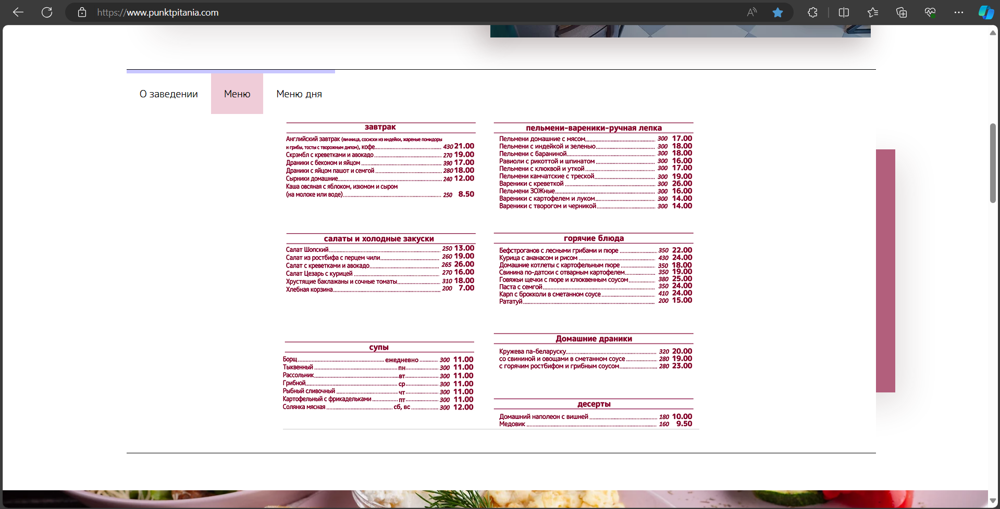 https://www.punktpitania.com
О заведении
Меню
Меню дня
завтрак
Английский завтрак (яичница, сосиски из индейки, жареные помидоры
и грибы, тосты с творожным дипом), кофе 430 21.00
Скрэмбл с креветками и авокадо 270 19.00
Драники с беконом и яйцом 390 17.00
Драники с яйцом пашот и семгой 280 18.00
Сырники домашние 240 12.00
Каша овсяная с яблоком, изюмом и сыром
(на молоке или воде) 250 8.50
салаты и холодные закуски
Салат Шопский 250 13.00
Салат из ростбифа с перцем чили 260 19.00
Салат с креветками и авокадо 265 26.00
Салат Цезарь с курицей 270 16.00
Хрустящие баклажаны и сочные томаты 310 18.00
Хлебная корзина 200 7.00
супы
Борщ ежедневно 300 11.00
Тыквенный пн 300 11.00
Рассольник вт 300 11.00
Грибной ср 300 11.00
Рыбный сливочный чт 300 11.00
Картофельный с фрикадельками пт 300 11.00
Солянка мясная сб, вс 300 12.00
пельмени-вареники-ручная лепка
Пельмени домашние с мясом 300 17.00
Пельмени с индейкой и зеленью 300 18.00
Пельмени с бараниной 300 18.00
Равиоли с рикоттой и шпинатом 300 16.00
Пельмени с клюквой и уткой 300 17.00
Пельмени камчатские с треской 300 19.00
Вареники с креветкой 300 26.00
Пельмени ЗОЖные 300 16.00
Вареники с картофелем и луком 300 14.00
Вареники с творогом и черникой 300 14.00
горячие блюда
Бефстроганов с лесными грибами и пюре 350 22.00
Курица с ананасом и рисом 430 24.00
Домашние котлеты с картофельным пюре 350 18.00
Свинина по-датски с отварным картофелем 350 19.00
Говяжьи щечки с пюре и клюквенным соусом 380 25.00
Паста с семгой 350 24.00
Карп с брокколи в сметанном соусе 410 24.00
Рататуй 200 15.00
Домашние драники
Кружева па-беларуску 320 20.00
со свининой и овощами в сметанном соусе 280 19.00
с горячим ростбифом и грибным соусом 280 23.00
десерты
Домашний наполеон с вишней 180 10.00
Медовик 160 9.50